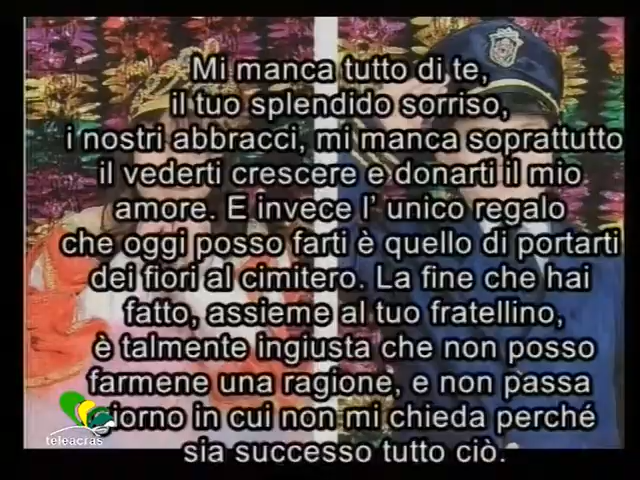 Mi manca tutto di te,
il tuo splendido sorriso,
i nostri abbracci, mi manca soprattutto
il vederti crescere e donarti il mio
amore. E invece l' unico regalo
che oggi posso farti è quello di portarti
dei fiori al cimitero. La fine che hai
fatto, assieme al tuo fratellino,
è talmente ingiusta che non posso
farmene una ragione, e non passa
giorno in cui non mi chieda perché
sia successo tutto ciò.
teleacras